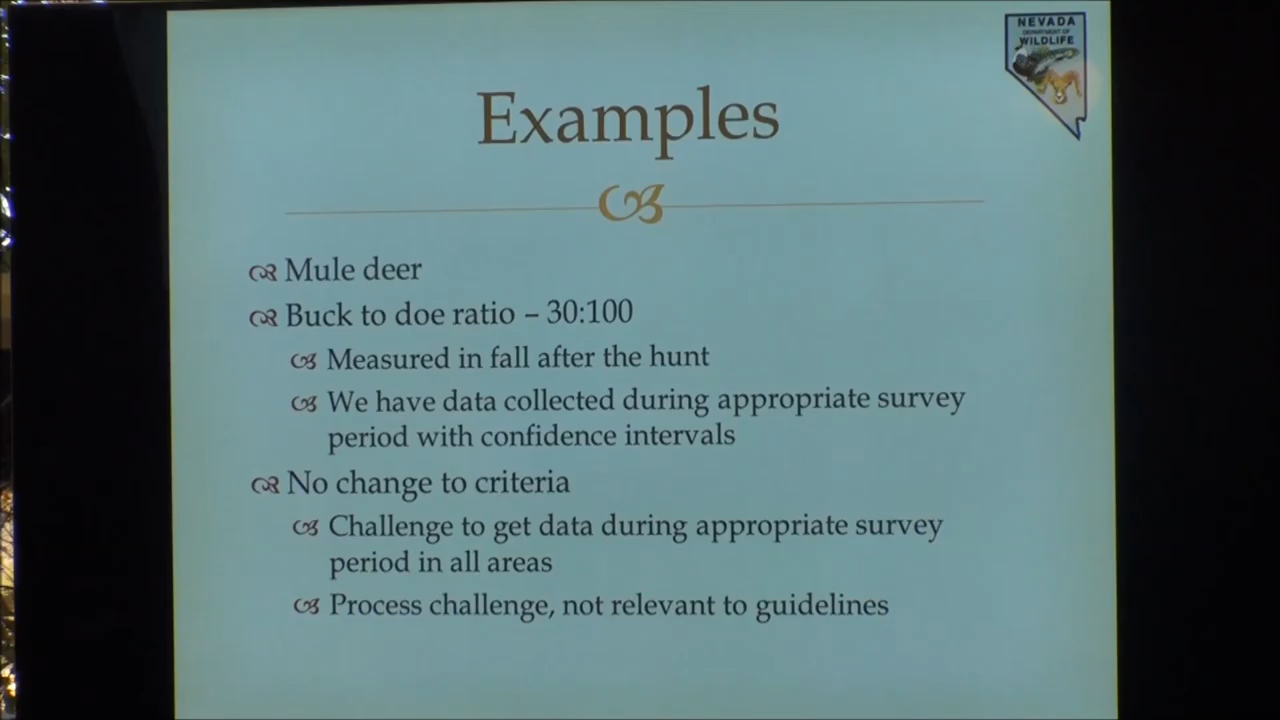 NEVADA
DEPARTMENT OF
WILDLIFE
Examples
Mule deer
Buck to doe ratio – 30:100
Measured in fall after the hunt
We have data collected during appropriate survey
period with confidence intervals
No change to criteria
Challenge to get data during appropriate survey
period in all areas
Process challenge, not relevant to guidelines